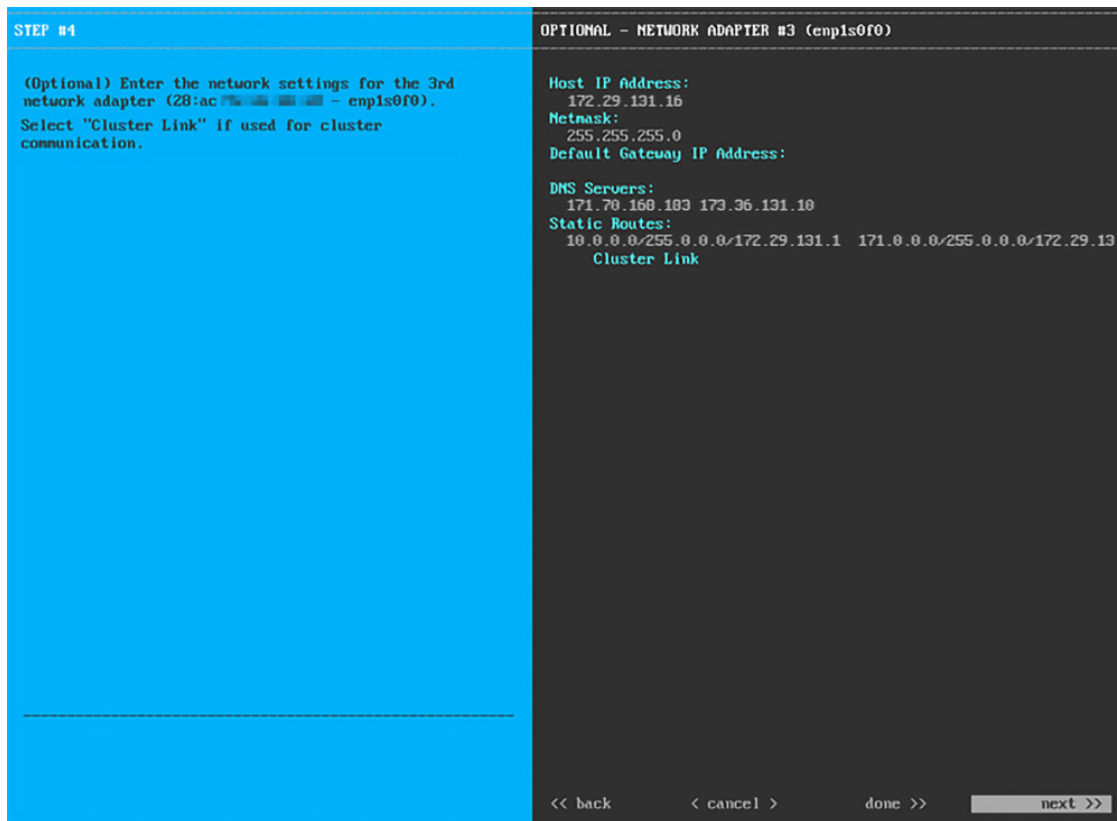 STEP #4
(Optional) Enter the network settings for the 3rd
network adapter (28:ac - enp1s0f0).
Select "Cluster Link" if used for cluster
communication.
OPTIONAL - NETWORK ADAPTER #3 (enp1s0f0)
Host IP Address:
172.29.131.16
Netmask:
255.255.255.0
Default Gateway IP Address:
DNS Servers:
171.70.168.183 173.36.131.10
Static Routes:
10.0.0.0/255.0.0.0/172.29.131.1 171.0.0.0/255.0.0.0/172.29.13
Cluster Link
<< back < cancel > done >> next >>